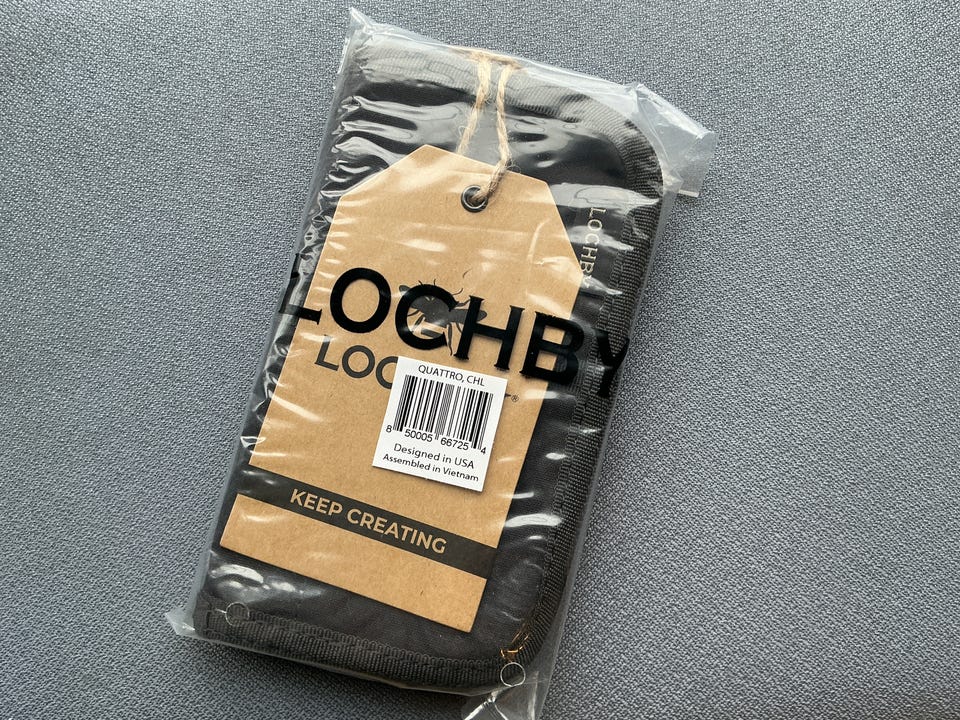 LOCHBY
LOCHBY
LOC
®
QUATTRO, CHL
8 50005 66725 4
Designed in USA
Assembled in Vietnam
KEEP CREATING